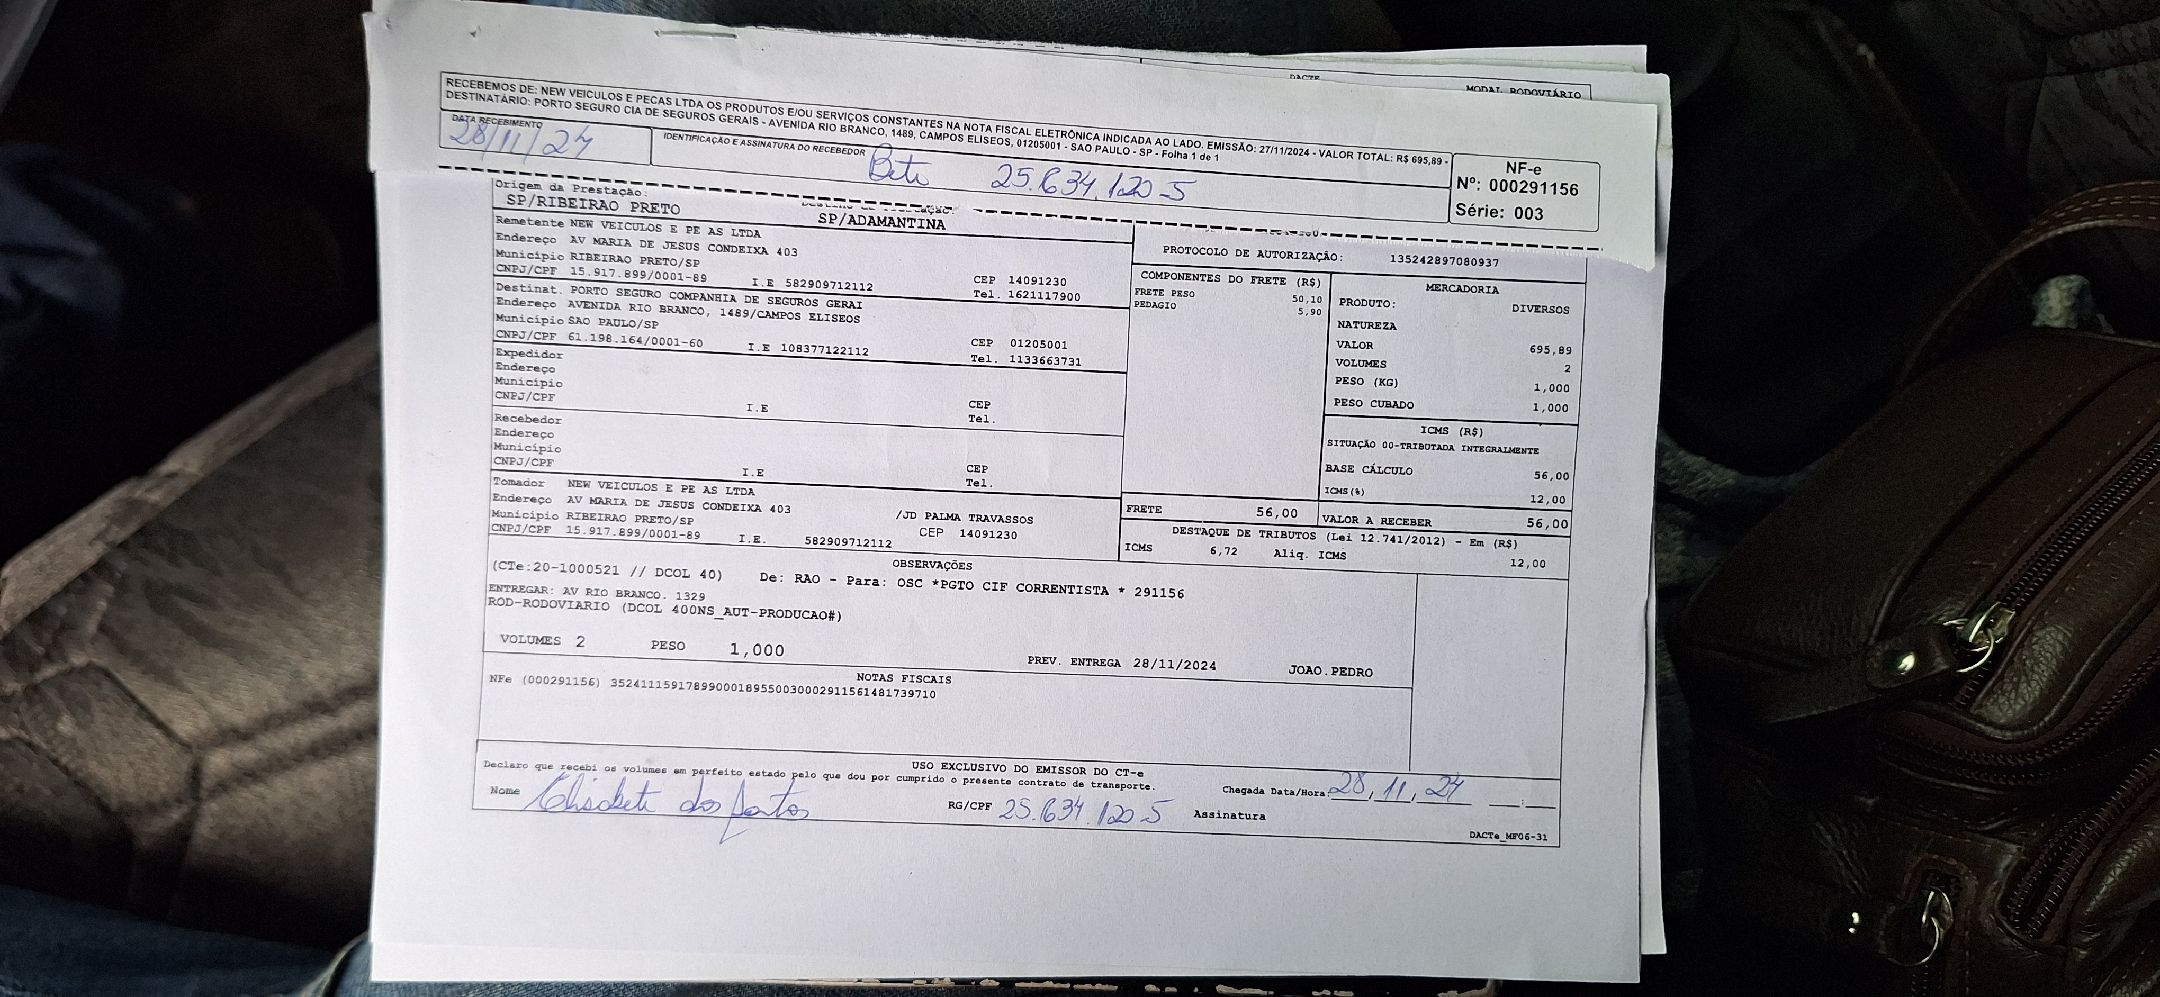 DACTE
MODAL RODOVIÁRIO
RECEBEMOS DE: NEW VEICULOS E PECAS LTDA OS PRODUTOS E/OU SERVIÇOS CONSTANTES NA NOTA FISCAL ELETRÔNICA INDICADA AO LADO. EMISSÃO: 27/11/2024 - VALOR TOTAL: R$ 695,89 -
DESTINATÁRIO: PORTO SEGURO CIA DE SEGUROS GERAIS - AVENIDA RIO BRANCO, 1489, CAMPOS ELÍSEOS, 01205001 - SAO PAULO - SP - Folha 1 de 1
DATA RECEBIMENTO
28/11/24
IDENTIFICAÇÃO E ASSINATURA DO RECEBEDOR
Bete 25.634.120-5
NF-e
Nº: 000291156
Série: 003
Origem da Prestação:
SP/RIBEIRAO PRETO
SP/ADAMANTINA
Remetente NEW VEICULOS E PE AS LTDA
Endereço AV MARIA DE JESUS CONDEIXA 403
Município RIBEIRAO PRETO/SP
CEP 14091230
CNPJ/CPF 15.917.899/0001-89 I.E 582909712112 Tel. 1621117900
Destinat. PORTO SEGURO COMPANHIA DE SEGUROS GERAI
Endereço AVENIDA RIO BRANCO, 1489/CAMPOS ELISEOS
Município SAO PAULO/SP
CEP 01205001
CNPJ/CPF 61.198.164/0001-60 I.E 108377122112 Tel. 1133663731
Expedidor
Endereço
Município
CEP
CNPJ/CPF I.E Tel.
Recebedor
Endereço
Município
CEP
CNPJ/CPF I.E Tel.
Tomador NEW VEICULOS E PE AS LTDA
Endereço AV MARIA DE JESUS CONDEIXA 403 /JD PALMA TRAVASSOS
Município RIBEIRAO PRETO/SP CEP 14091230
CNPJ/CPF 15.917.899/0001-89 I.E. 582909712112
PROTOCOLO DE AUTORIZAÇÃO: 135242897080937
COMPONENTES DO FRETE (R$)
FRETE PESO 50,10
PEDAGIO 5,90
MERCADORIA
PRODUTO: DIVERSOS
NATUREZA
VALOR 695,89
VOLUMES 2
PESO (KG) 1,000
PESO CUBADO 1,000
ICMS (R$)
SITUAÇÃO 00-TRIBUTADA INTEGRALMENTE
BASE CÁLCULO 56,00
ICMS(%) 12,00
FRETE 56,00
VALOR A RECEBER 56,00
DESTAQUE DE TRIBUTOS (Lei 12.741/2012) - Em (R$)
ICMS 6,72 Aliq. ICMS 12,00
OBSERVAÇÕES
(CTe:20-1000521 // DCOL 40) De: RAO - Para: OSC *PGTO CIF CORRENTISTA * 291156
ENTREGAR: AV RIO BRANCO. 1329
ROD-RODOVIARIO (DCOL 400NS_AUT-PRODUCAO#)
VOLUMES 2 PESO 1,000 PREV. ENTREGA 28/11/2024 JOAO.PEDRO
NOTAS FISCAIS
NFe (000291156) 35241115917899000189550030002911561481739710
USO EXCLUSIVO DO EMISSOR DO CT-e
Declaro que recebi os volumes em perfeito estado pelo que dou por cumprido o presente contrato de transporte.
Chegada Data/Hora: 28/11/24 __:__
Nome Elisabete dos Santos RG/CPF 25.634.120-5 Assinatura
DACTe_MF06-31